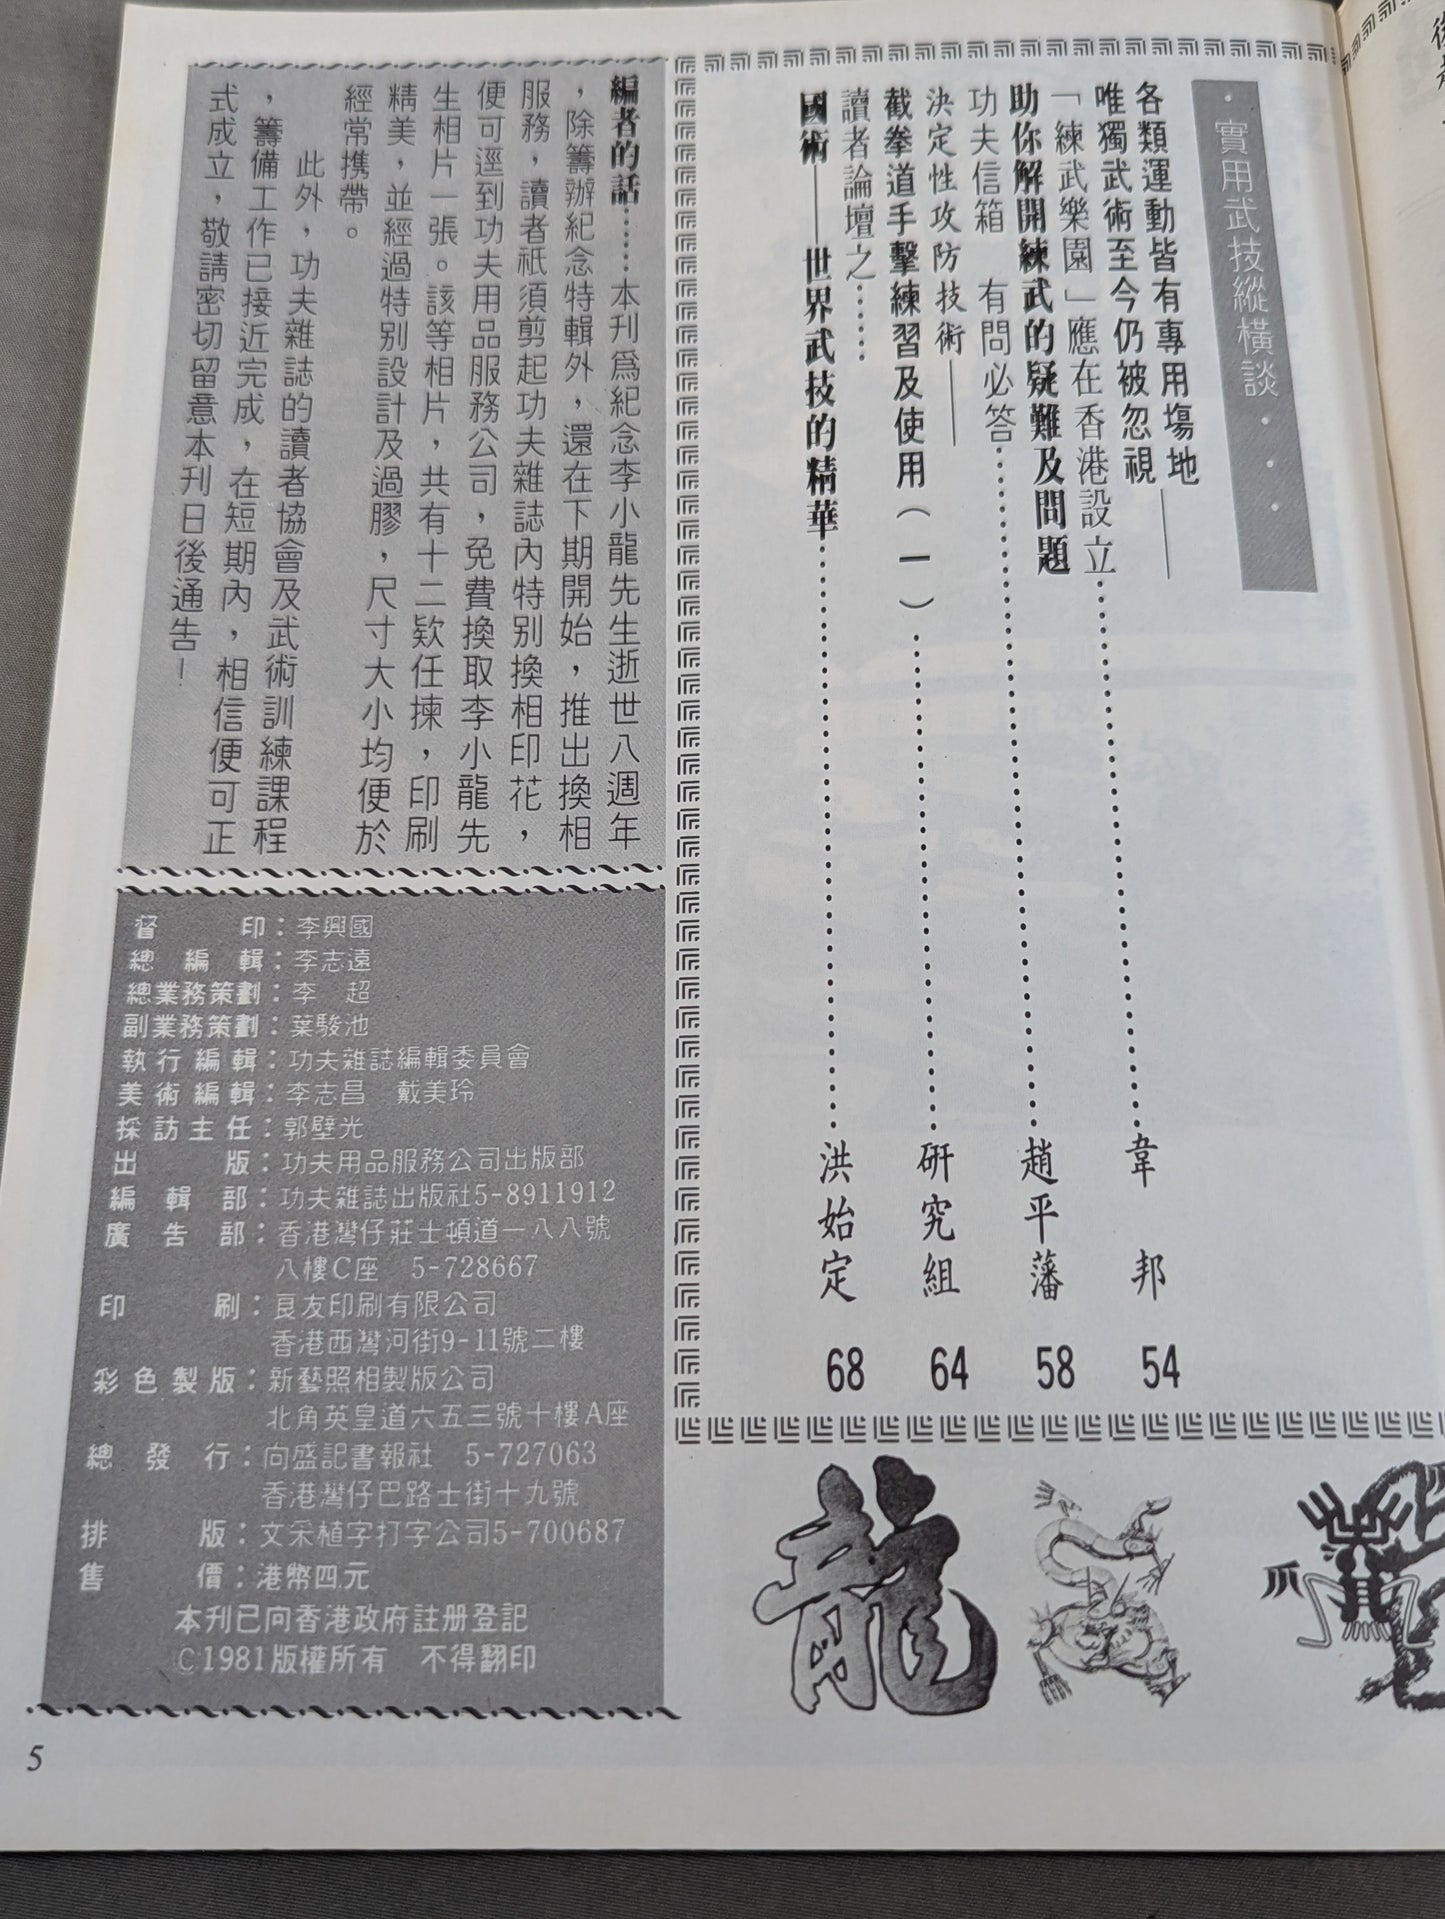 ・實用武技縱橫談・・・・
各類運動皆有專用場地——
唯獨武術至今仍被忽視
「練武樂園」應在香港設立……韋　邦 54
助你解開練武的疑難及問題
功夫信箱　有問必答……趙平藩 58
決定性攻防技術——
截拳道手擊練習及使用（一）……研究組 64
讀者論壇之……
國術——世界武技的精華……洪始定 68
編者的話……本刊爲紀念李小龍先生逝世八週年
，除籌辦紀念特輯外，還在下期開始，推出換相
服務，讀者祇須剪起功夫雜誌內特別換相印花，
便可逕到功夫用品服務公司，免費換取李小龍先
生相片一張。該等相片，共有十二欵任揀，印刷
精美，並經過特別設計及過膠，尺寸大小均便於
經常携帶。
此外，功夫雜誌的讀者協會及武術訓練課程
，籌備工作已接近完成，在短期內，相信便可正
式成立，敬請密切留意本刊日後通告！
督印：李興國
總編輯：李志遠
總業務策劃：李　超
副業務策劃：葉駿池
執行編輯：功夫雜誌編輯委員會
美術編輯：李志昌　戴美玲
採訪主任：郭壁光
出版：功夫用品服務公司出版部
編輯部：功夫雜誌出版社5-8911912
廣告部：香港灣仔莊士頓道一八八號
八樓C座　5-728667
印刷：良友印刷有限公司
香港西灣河街9-11號二樓
彩色製版：新藝照相製版公司
北角英皇道六五三號十樓A座
總發行：向盛記書報社　5-727063
香港灣仔巴路士街十九號
排版：文采植字打字公司5-700687
售價：港幣四元
本刊已向香港政府註册登記
©1981版權所有　不得翻印
龍
爪
5